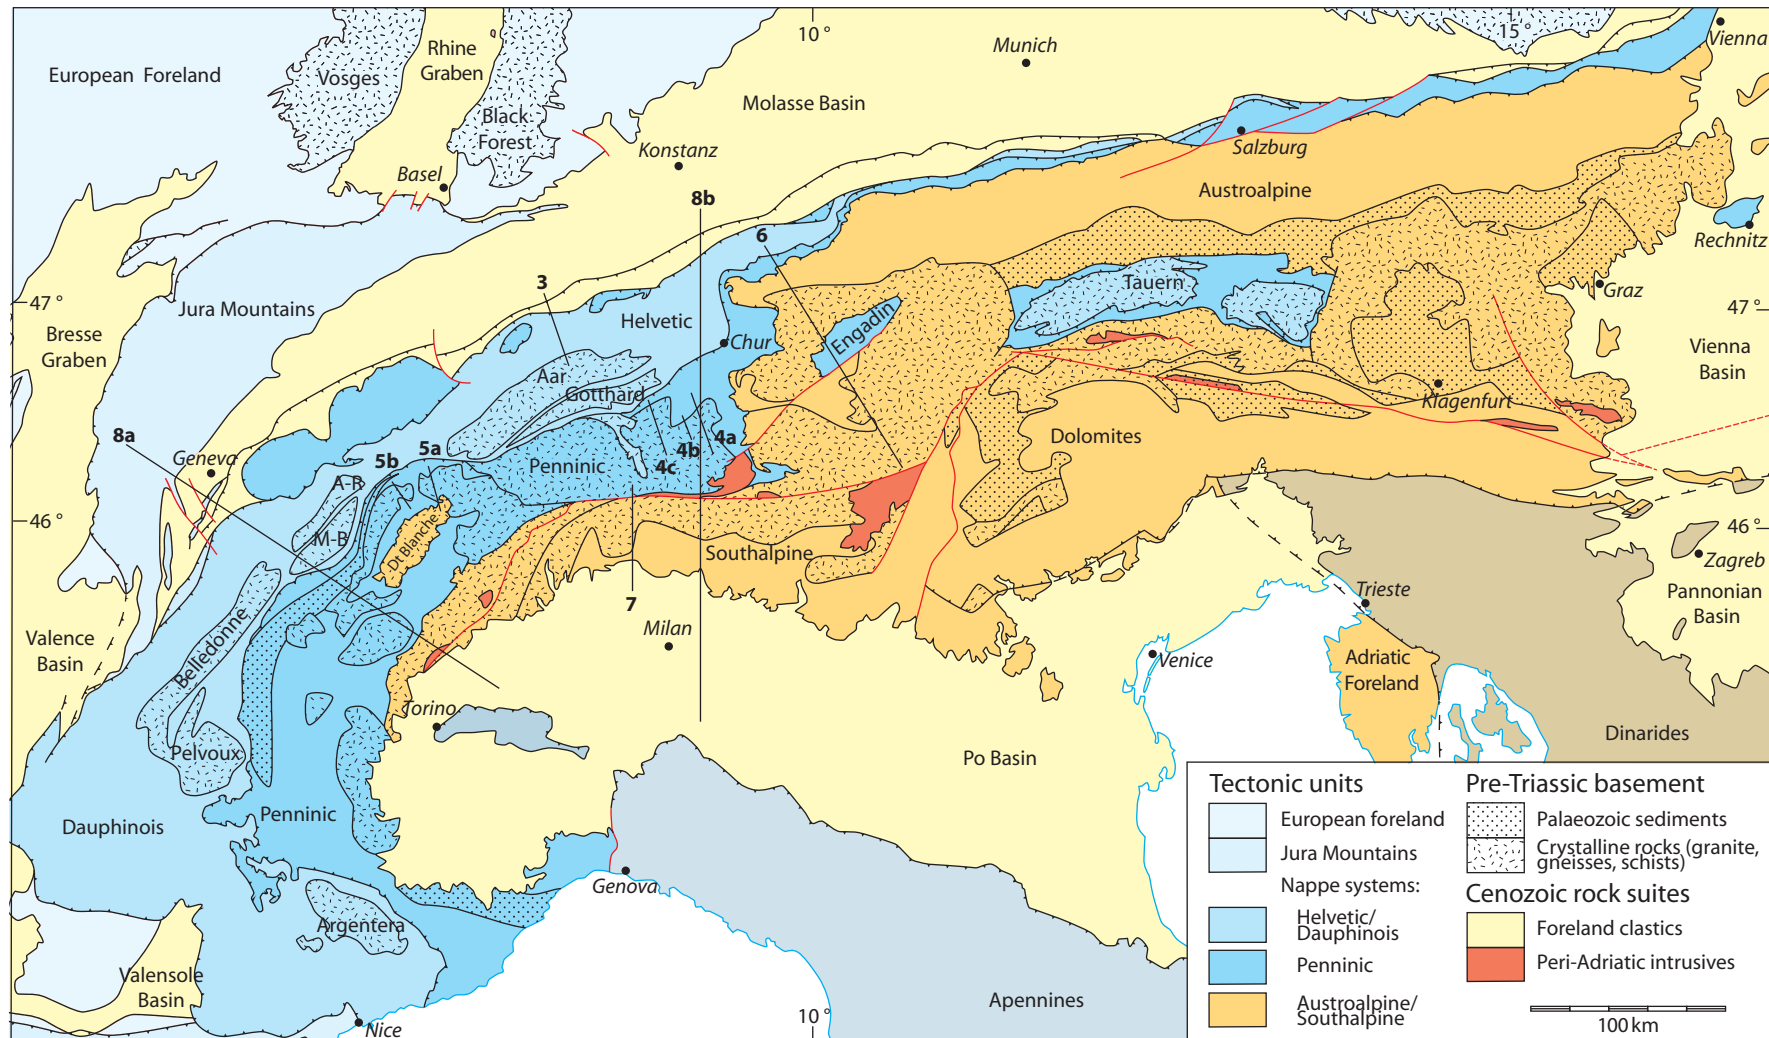 10°
15°
Vienna
Munich
Rhine
Graben
European Foreland
Vosges
Molasse Basin
Black
Forest
Salzburg
Konstanz
Basel
Austroalpine
8b
6
Rechnitz
3
Tauern
Graz
47°
Jura Mountains
Helvetic
Engadin
47°
Bresse
Graben
Chur
Vienna
Basin
Aar
Gotthard
Klagenfurt
8a
Dolomites
5a
4a
4b
Geneva
5b
Penninic
4c
A-R
46°
46°
M-B
Dt Blanche
Southalpine
Zagreb
Trieste
Pannonian
Basin
7
Milan
Valence
Basin
Belledonne
Venice
Adriatic
Foreland
Torino
Dinarides
Pelvoux
Po Basin
Dauphinois
Penninic
Genova
Argentera
Valensole
Basin
Apennines
10°
Nice
Tectonic units
European foreland
Jura Mountains
Nappe systems:
Helvetic/
Dauphinois
Penninic
Austroalpine/
Southalpine
Pre-Triassic basement
Palaeozoic sediments
Crystalline rocks (granite,
gneisses, schists)
Cenozoic rock suites
Foreland clastics
Peri-Adriatic intrusives
100 km